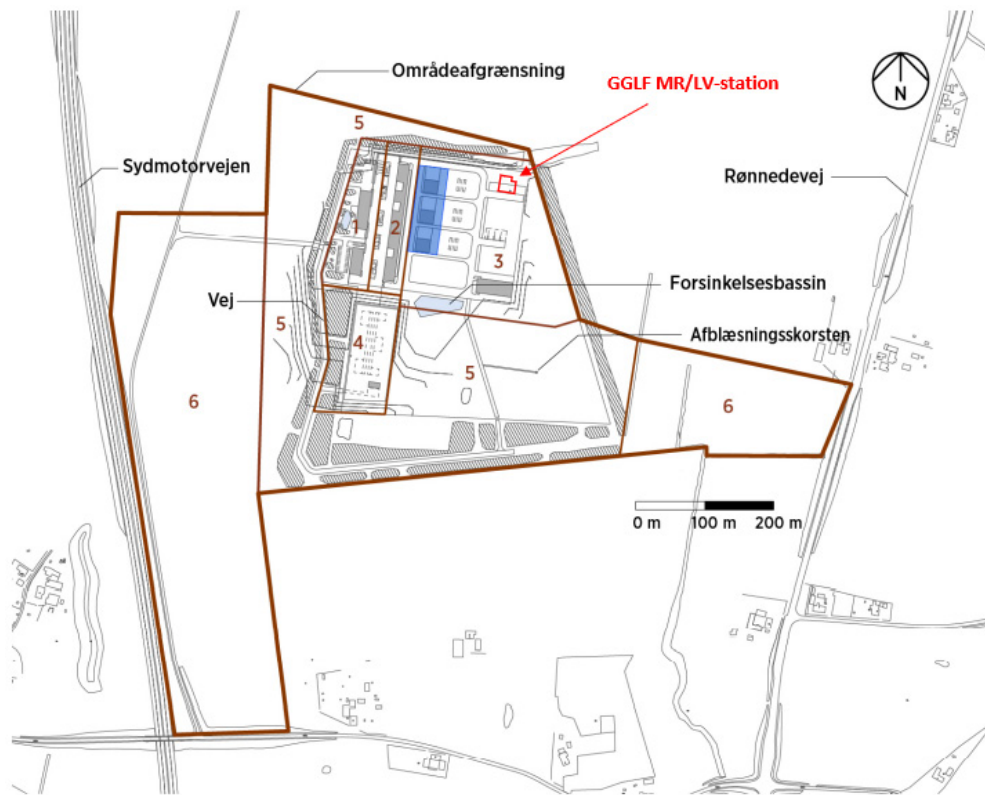 Områdeafgrænsning
GGLF MR/LV-station
N
5
Sydmotorvejen
Rønnedevej
1
2
3
Forsinkelsesbassin
Vej
5
4
Afblæsningsskorsten
5
6
6
0 m 100 m 200 m